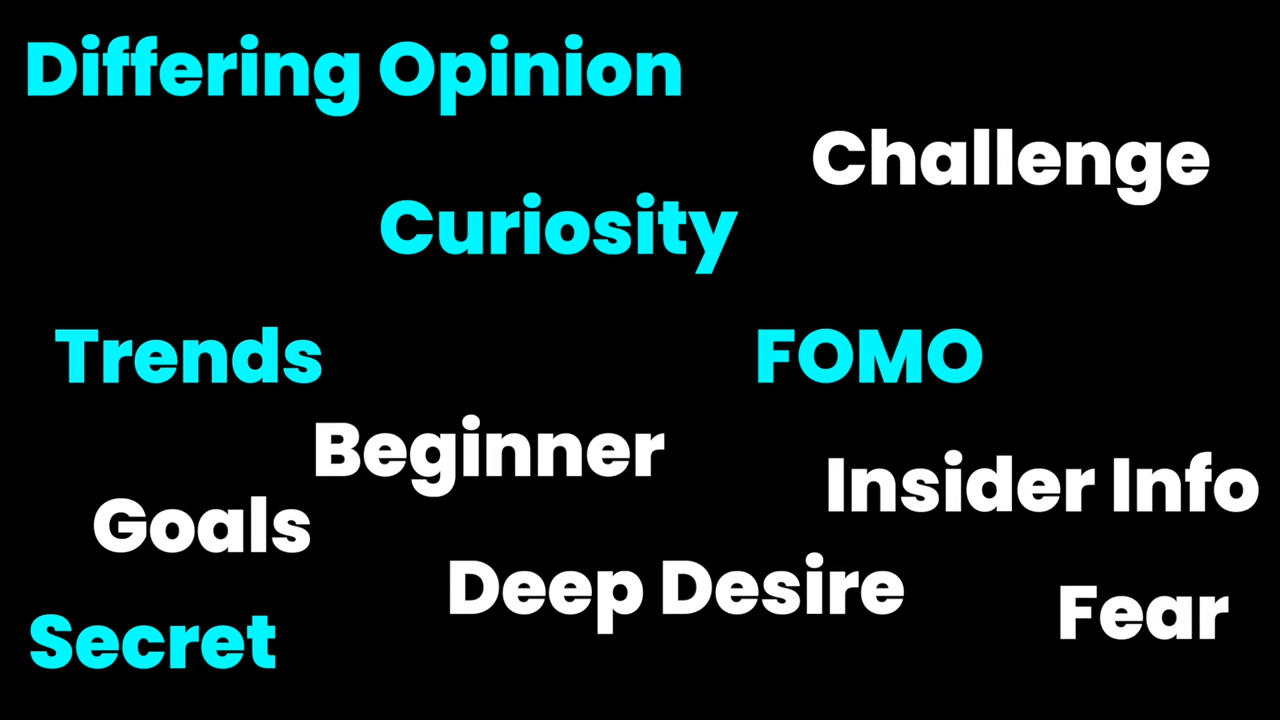 Differing Opinion
Challenge
Curiosity
Trends
FOMO
Beginner
Insider Info
Goals
Deep Desire
Fear
Secret